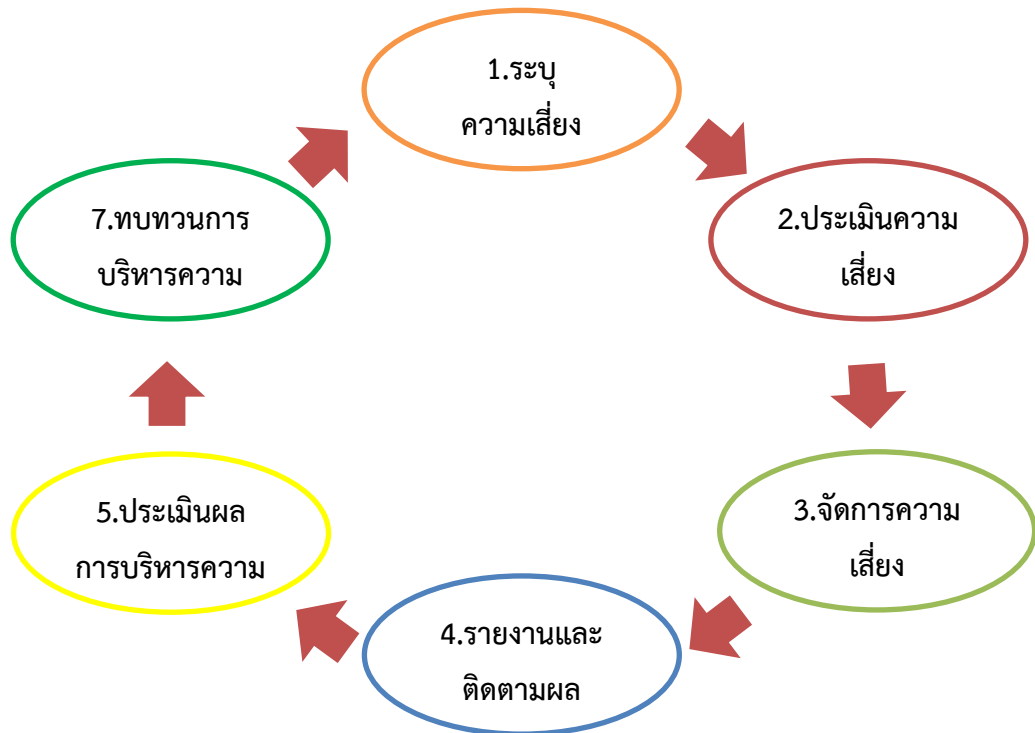 1.ระบุ
ความเสี่ยง
2.ประเมินความ
เสี่ยง
3.จัดการความ
เสี่ยง
4.รายงานและ
ติดตามผล
5.ประเมินผล
การบริหารความ
7.ทบทวนการ
บริหารความ